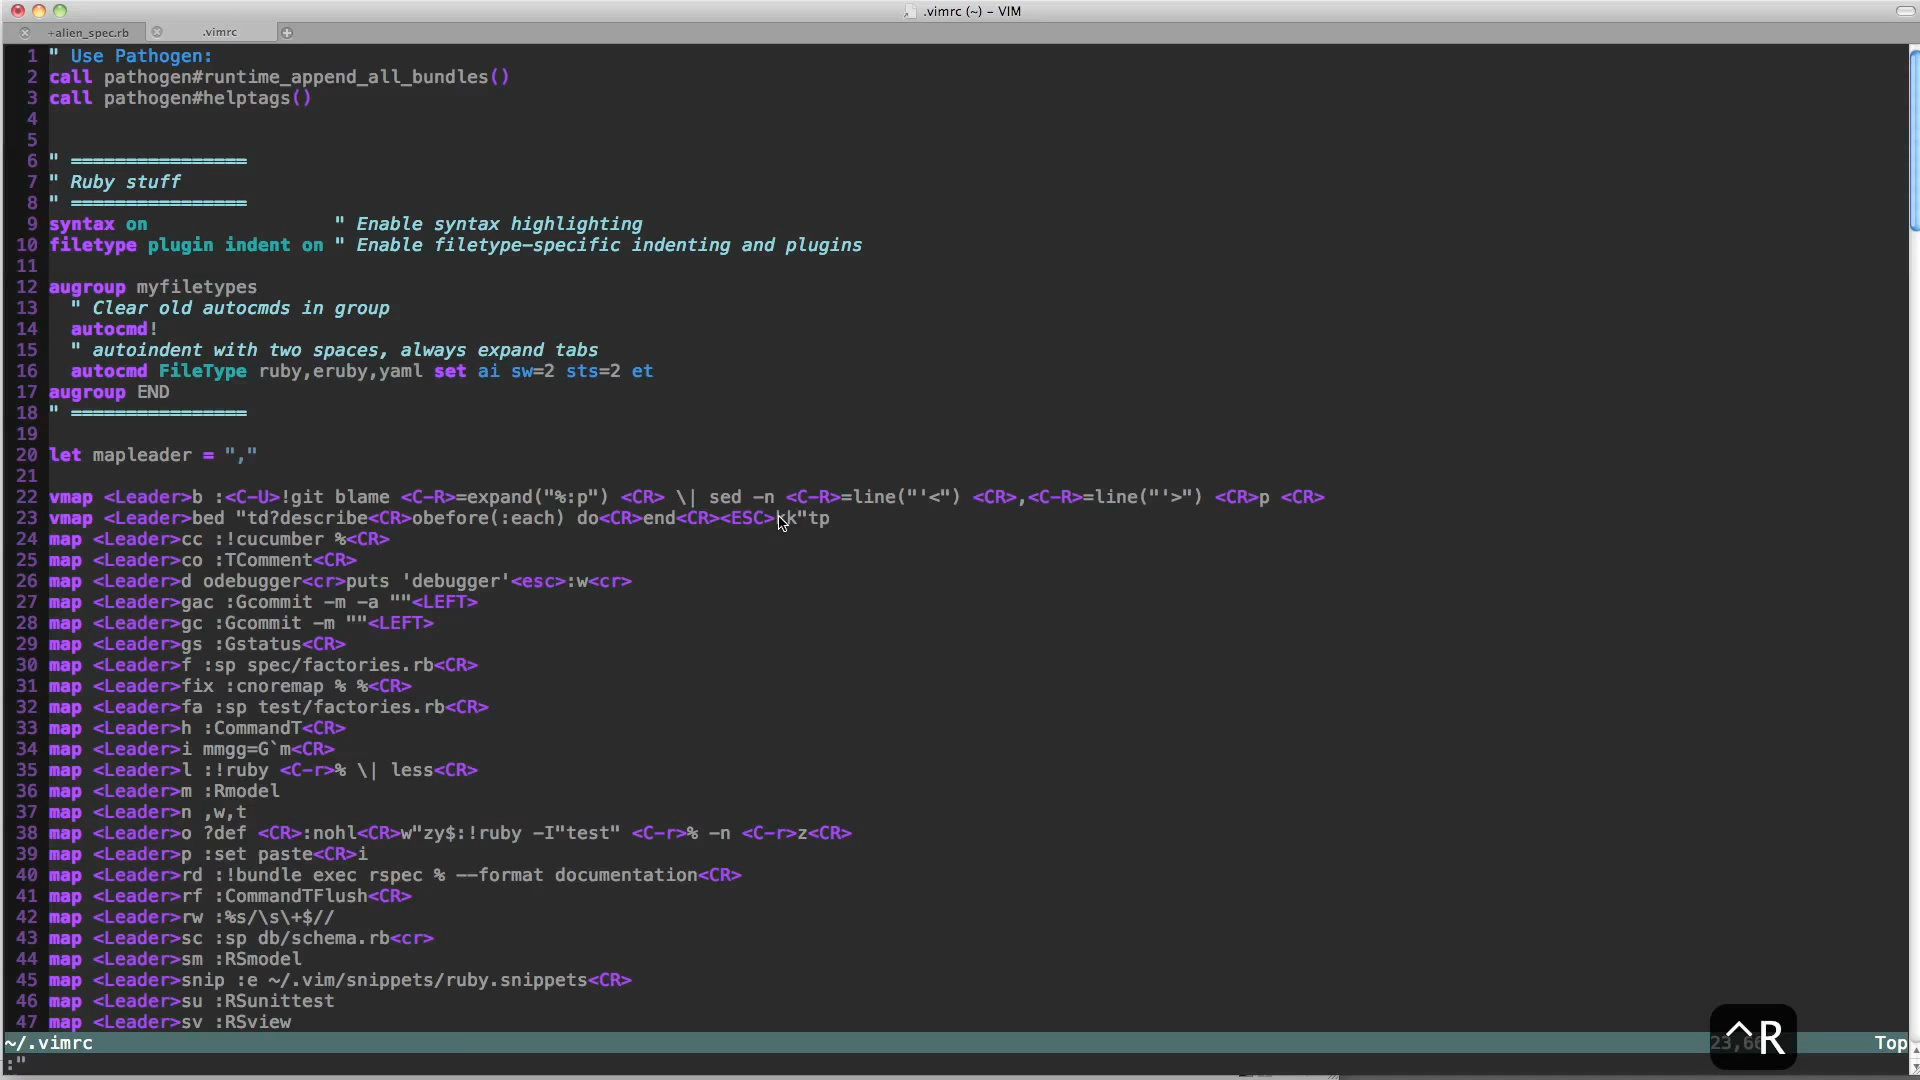 .vimrc (~) – VIM
+alien_spec.rb
.vimrc
1 " Use Pathogen:
2 call pathogen#runtime_append_all_bundles()
3 call pathogen#helptags()
4
5
6 " ================
7 " Ruby stuff
8 " ================
9 syntax on                 " Enable syntax highlighting
10 filetype plugin indent on " Enable filetype-specific indenting and plugins
11
12 augroup myfiletypes
13   " Clear old autocmds in group
14   autocmd!
15   " autoindent with two spaces, always expand tabs
16   autocmd FileType ruby,eruby,yaml set ai sw=2 sts=2 et
17 augroup END
18 " ================
19
20 let mapleader = ","
21
22 vmap <Leader>b :<C-U>!git blame <C-R>=expand("%:p") <CR> \| sed -n <C-R>=line("'<") <CR>,<C-R>=line("'>") <CR>p <CR>
23 vmap <Leader>bed "td?describe<CR>obefore(:each) do<CR>end<CR><ESC>kk"tp
24 map <Leader>cc :!cucumber %<CR>
25 map <Leader>co :TComment<CR>
26 map <Leader>d odebugger<cr>puts 'debugger'<esc>:w<cr>
27 map <Leader>gac :Gcommit -m -a ""<LEFT>
28 map <Leader>gc :Gcommit -m ""<LEFT>
29 map <Leader>gs :Gstatus<CR>
30 map <Leader>f :sp spec/factories.rb<CR>
31 map <Leader>fix :cnoremap % %<CR>
32 map <Leader>fa :sp test/factories.rb<CR>
33 map <Leader>h :CommandT<CR>
34 map <Leader>i mmgg=G`m<CR>
35 map <Leader>l :!ruby <C-r>% \| less<CR>
36 map <Leader>m :Rmodel
37 map <Leader>n ,w,t
38 map <Leader>o ?def <CR>:nohl<CR>w"zy$:!ruby -I"test" <C-r>% -n <C-r>z<CR>
39 map <Leader>p :set paste<CR>i
40 map <Leader>rd :!bundle exec rspec % --format documentation<CR>
41 map <Leader>rf :CommandTFlush<CR>
42 map <Leader>rw :%s/\s\+$//
43 map <Leader>sc :sp db/schema.rb<cr>
44 map <Leader>sm :RSmodel
45 map <Leader>snip :e ~/.vim/snippets/ruby.snippets<CR>
46 map <Leader>su :RSunittest
47 map <Leader>sv :RSview
~/.vimrc Top
:"
^R